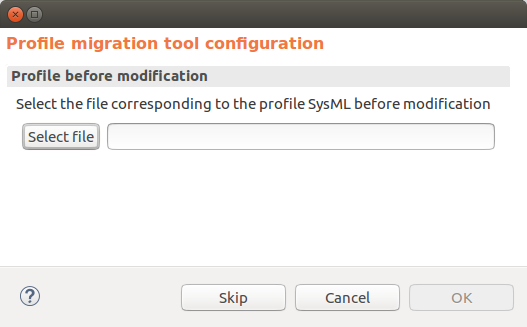 Profile migration tool configuration
Profile before modification
Select the file corresponding to the profile SysML before modification
Select file
?
Skip
Cancel
OK